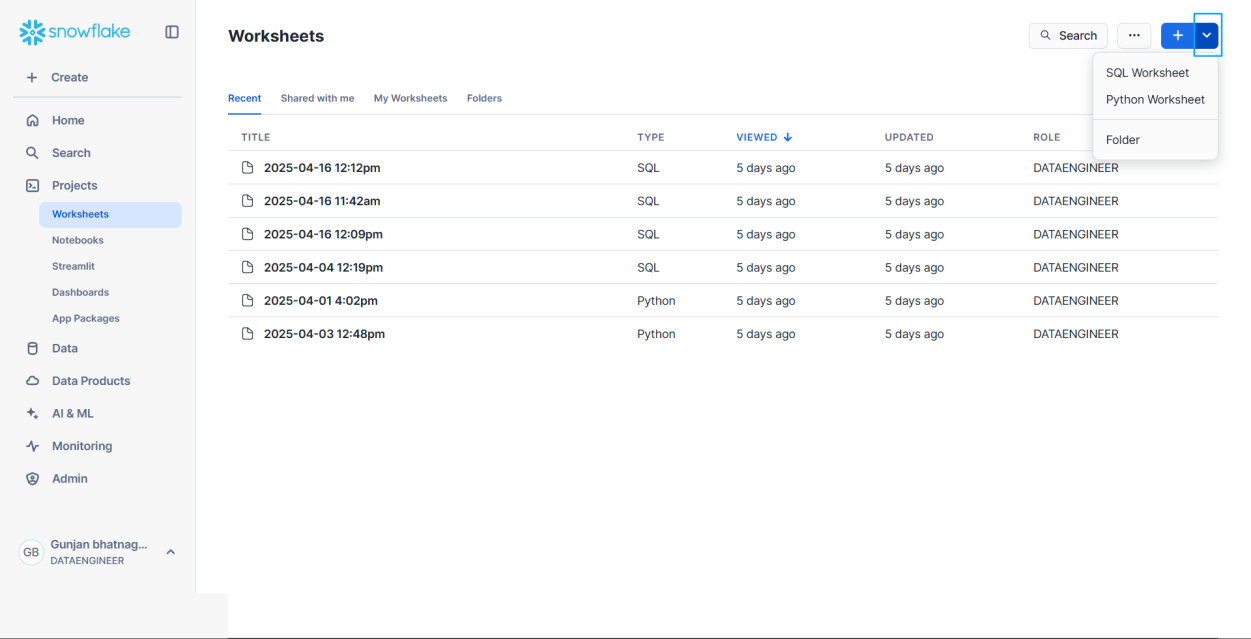 snowflake
Create
Home
Search
Projects
Worksheets
Notebooks
Streamlit
Dashboards
App Packages
Data
Data Products
AI & ML
Monitoring
Admin
GB
Gunjan bhatnag...
DATAENGINEER
Worksheets
Search
SQL Worksheet
Python Worksheet
Folder
Recent Shared with me My Worksheets Folders
TITLE TYPE VIEWED UPDATED ROLE
2025-04-16 12:12pm SQL 5 days ago 5 days ago DATAENGINEER
2025-04-16 11:42am SQL 5 days ago 5 days ago DATAENGINEER
2025-04-16 12:09pm SQL 5 days ago 5 days ago DATAENGINEER
2025-04-04 12:19pm SQL 5 days ago 5 days ago DATAENGINEER
2025-04-01 4:02pm Python 5 days ago 5 days ago DATAENGINEER
2025-04-03 12:48pm Python 5 days ago 5 days ago DATAENGINEER